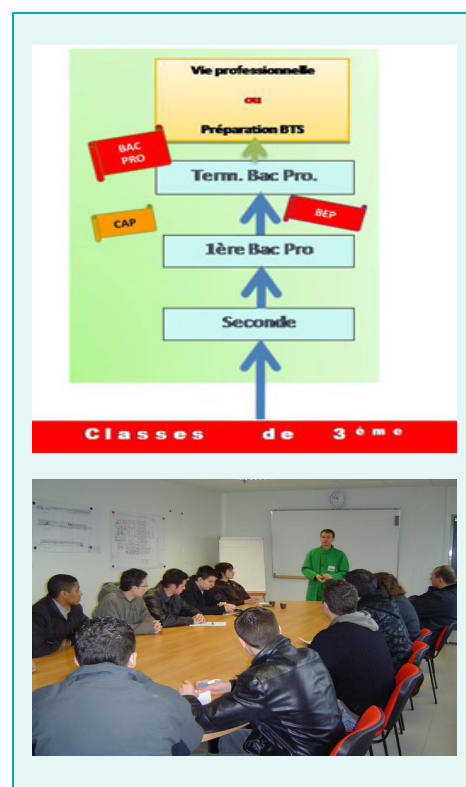 Vie professionnelle
ou
Préparation BTS
BAC
PRO
Term. Bac Pro.
BEP
CAP
1ère Bac Pro
Seconde
Classes de 3ème